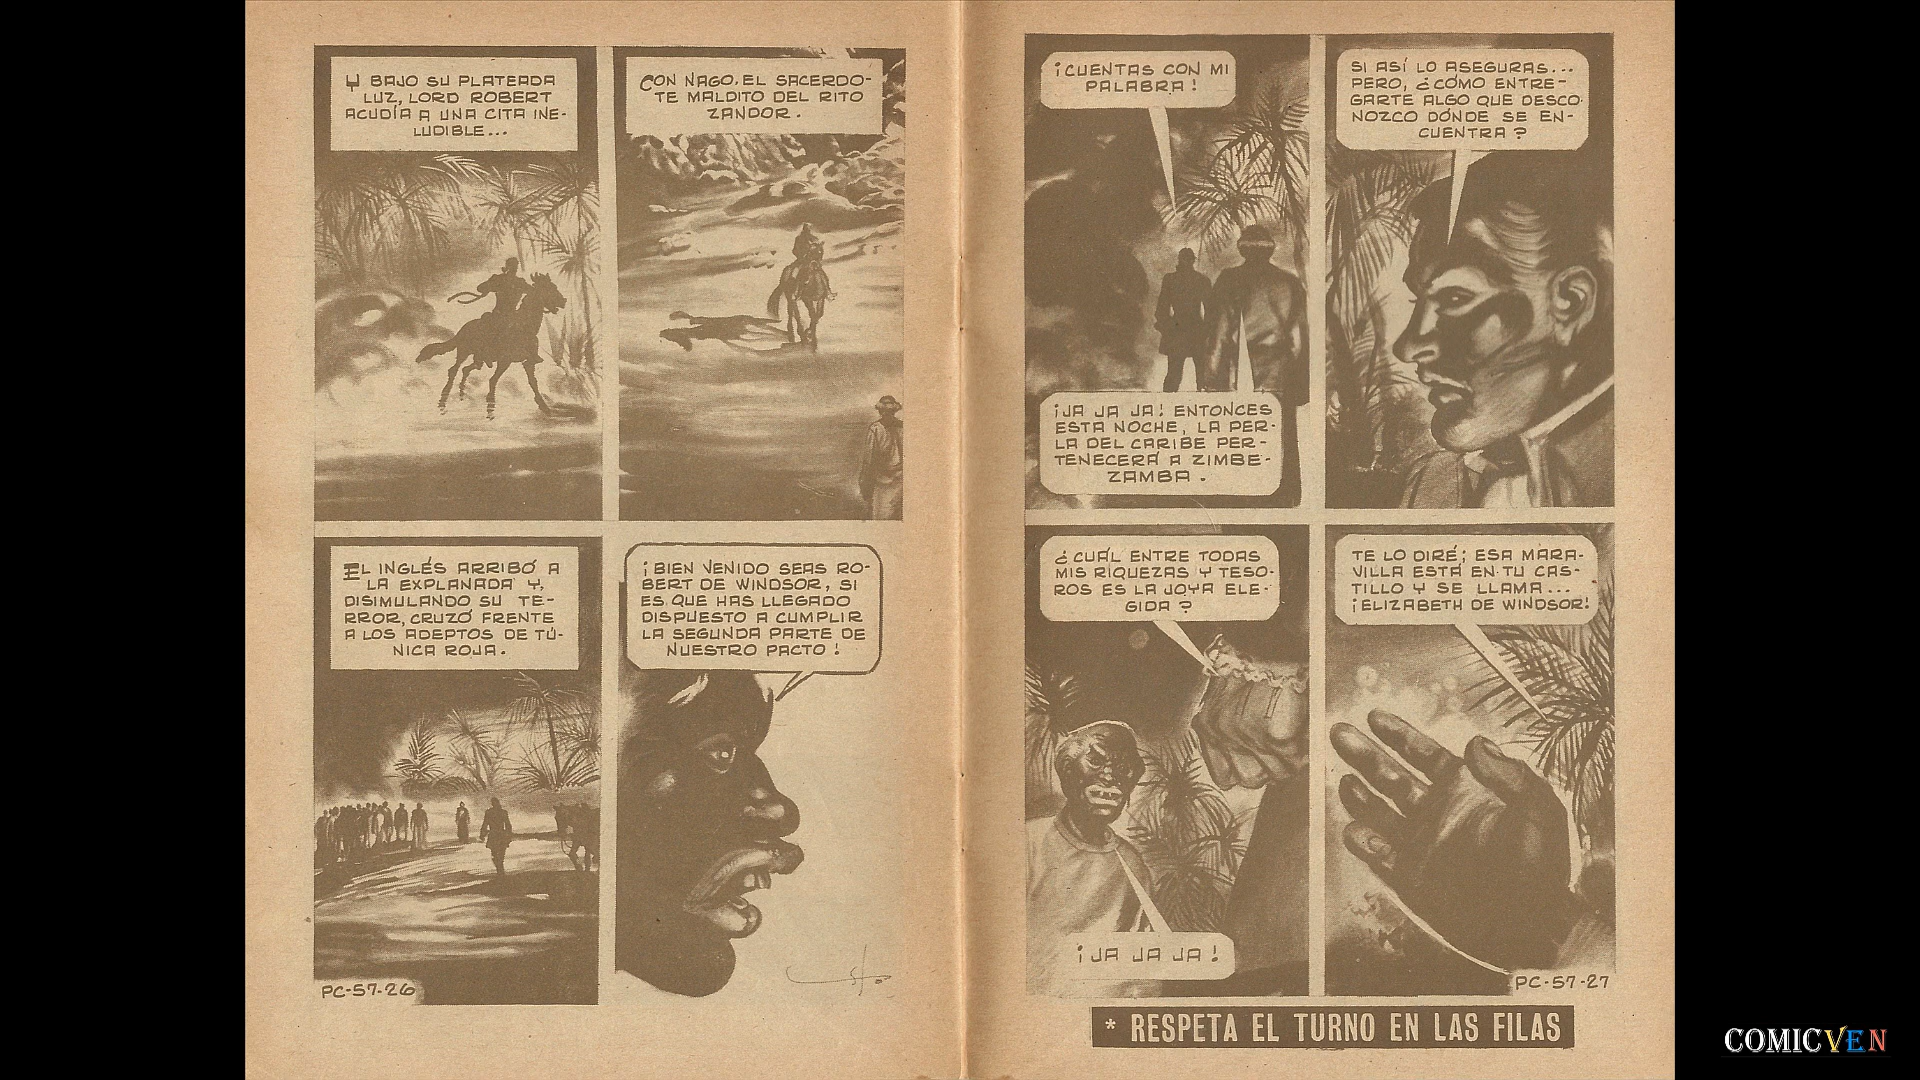 Y BAJO SU PLATEADA
LUZ, LORD ROBERT
ACUDÍA A UNA CITA INE-
LUDIBLE...
CON NAGO, EL SACERDO-
TE MALDITO DEL RITO
ZANDOR.
EL INGLÉS ARRIBÓ A
LA EXPLANADA Y,
DISIMULANDO SU TE-
RROR, CRUZÓ FRENTE
A LOS ADEPTOS DE TÚ-
NICA ROJA.
¡BIEN VENIDO SEAS RO-
BERT DE WINDSOR, SI
ES QUE HAS LLEGADO
DISPUESTO A CUMPLIR
LA SEGUNDA PARTE DE
NUESTRO PACTO!
PC-57-26
¡CUENTAS CON MI
PALABRA!
¡JA JA JA! ENTONCES
ESTA NOCHE, LA PER-
LA DEL CARIBE PER-
TENECERÁ A ZIMBE-
ZAMBA.
SI ASÍ LO ASEGURAS...
PERO, ¿CÓMO ENTRE-
GARTE ALGO QUE DESCO-
NOZCO DÓNDE SE EN-
CUENTRA?
¿CUÁL ENTRE TODAS
MIS RIQUEZAS Y TESO-
ROS ES LA JOYA ELE-
GIDA?
¡JA JA JA!
TE LO DIRÉ; ESA MARA-
VILLA ESTÁ EN TU CAS-
TILLO Y SE LLAMA...
¡ELIZABETH DE WINDSOR!
PC-57-27
* RESPETA EL TURNO EN LAS FILAS
COMICVEN